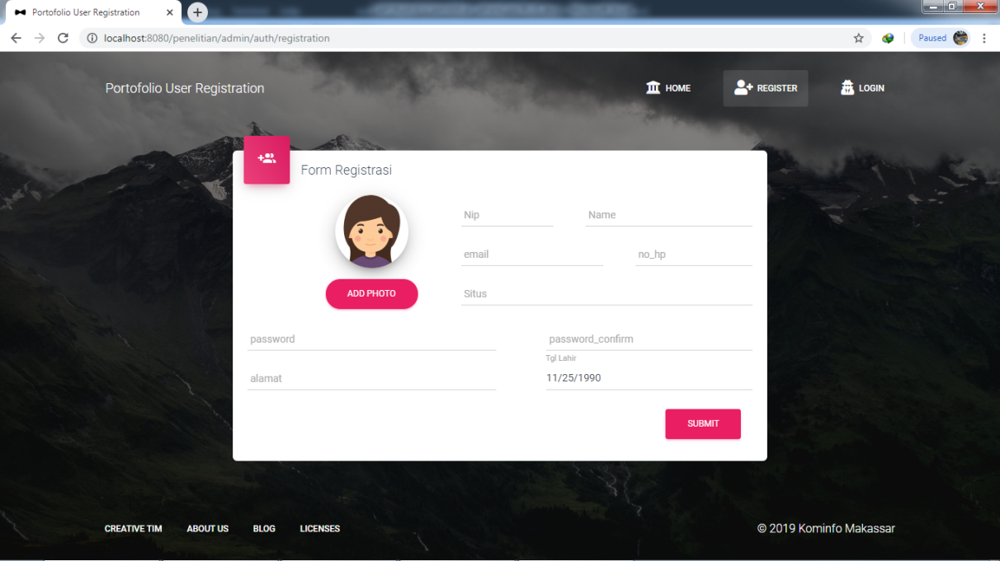 Portofolio User Registration
localhost:8080/penelitian/admin/auth/registration
Paused
Portofolio User Registration
HOME
REGISTER
LOGIN
Form Registrasi
Nip
Name
email
no_hp
ADD PHOTO
Situs
password
password_confirm
Tgl Lahir
alamat
11/25/1990
SUBMIT
CREATIVE TIM
ABOUT US
BLOG
LICENSES
© 2019 Kominfo Makassar